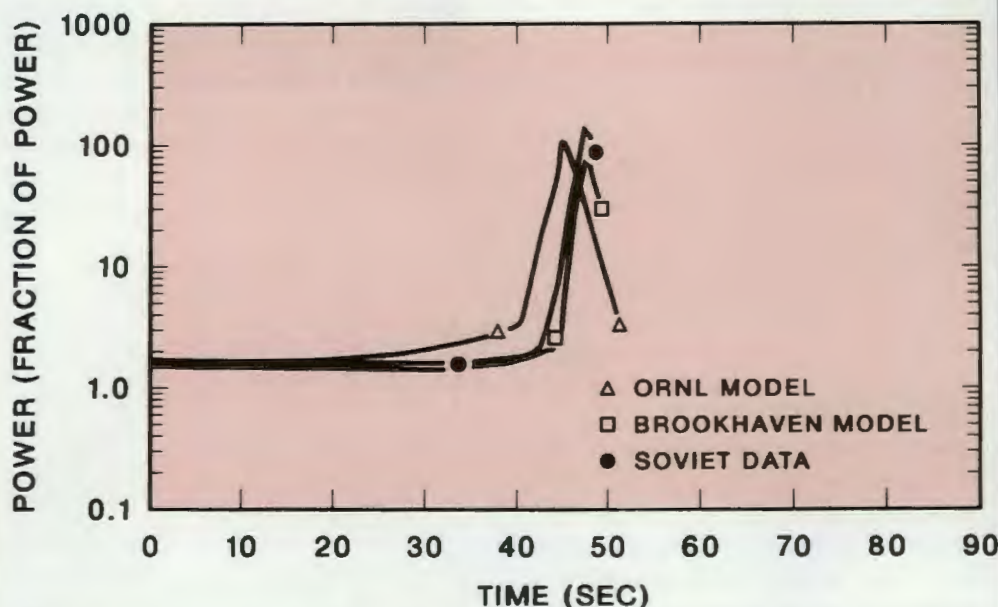 1000
100
10
1.0
0.1
POWER (FRACTION OF POWER)
△ ORNL MODEL
□ BROOKHAVEN MODEL
● SOVIET DATA
0 10 20 30 40 50 60 70 80 90
TIME (SEC)